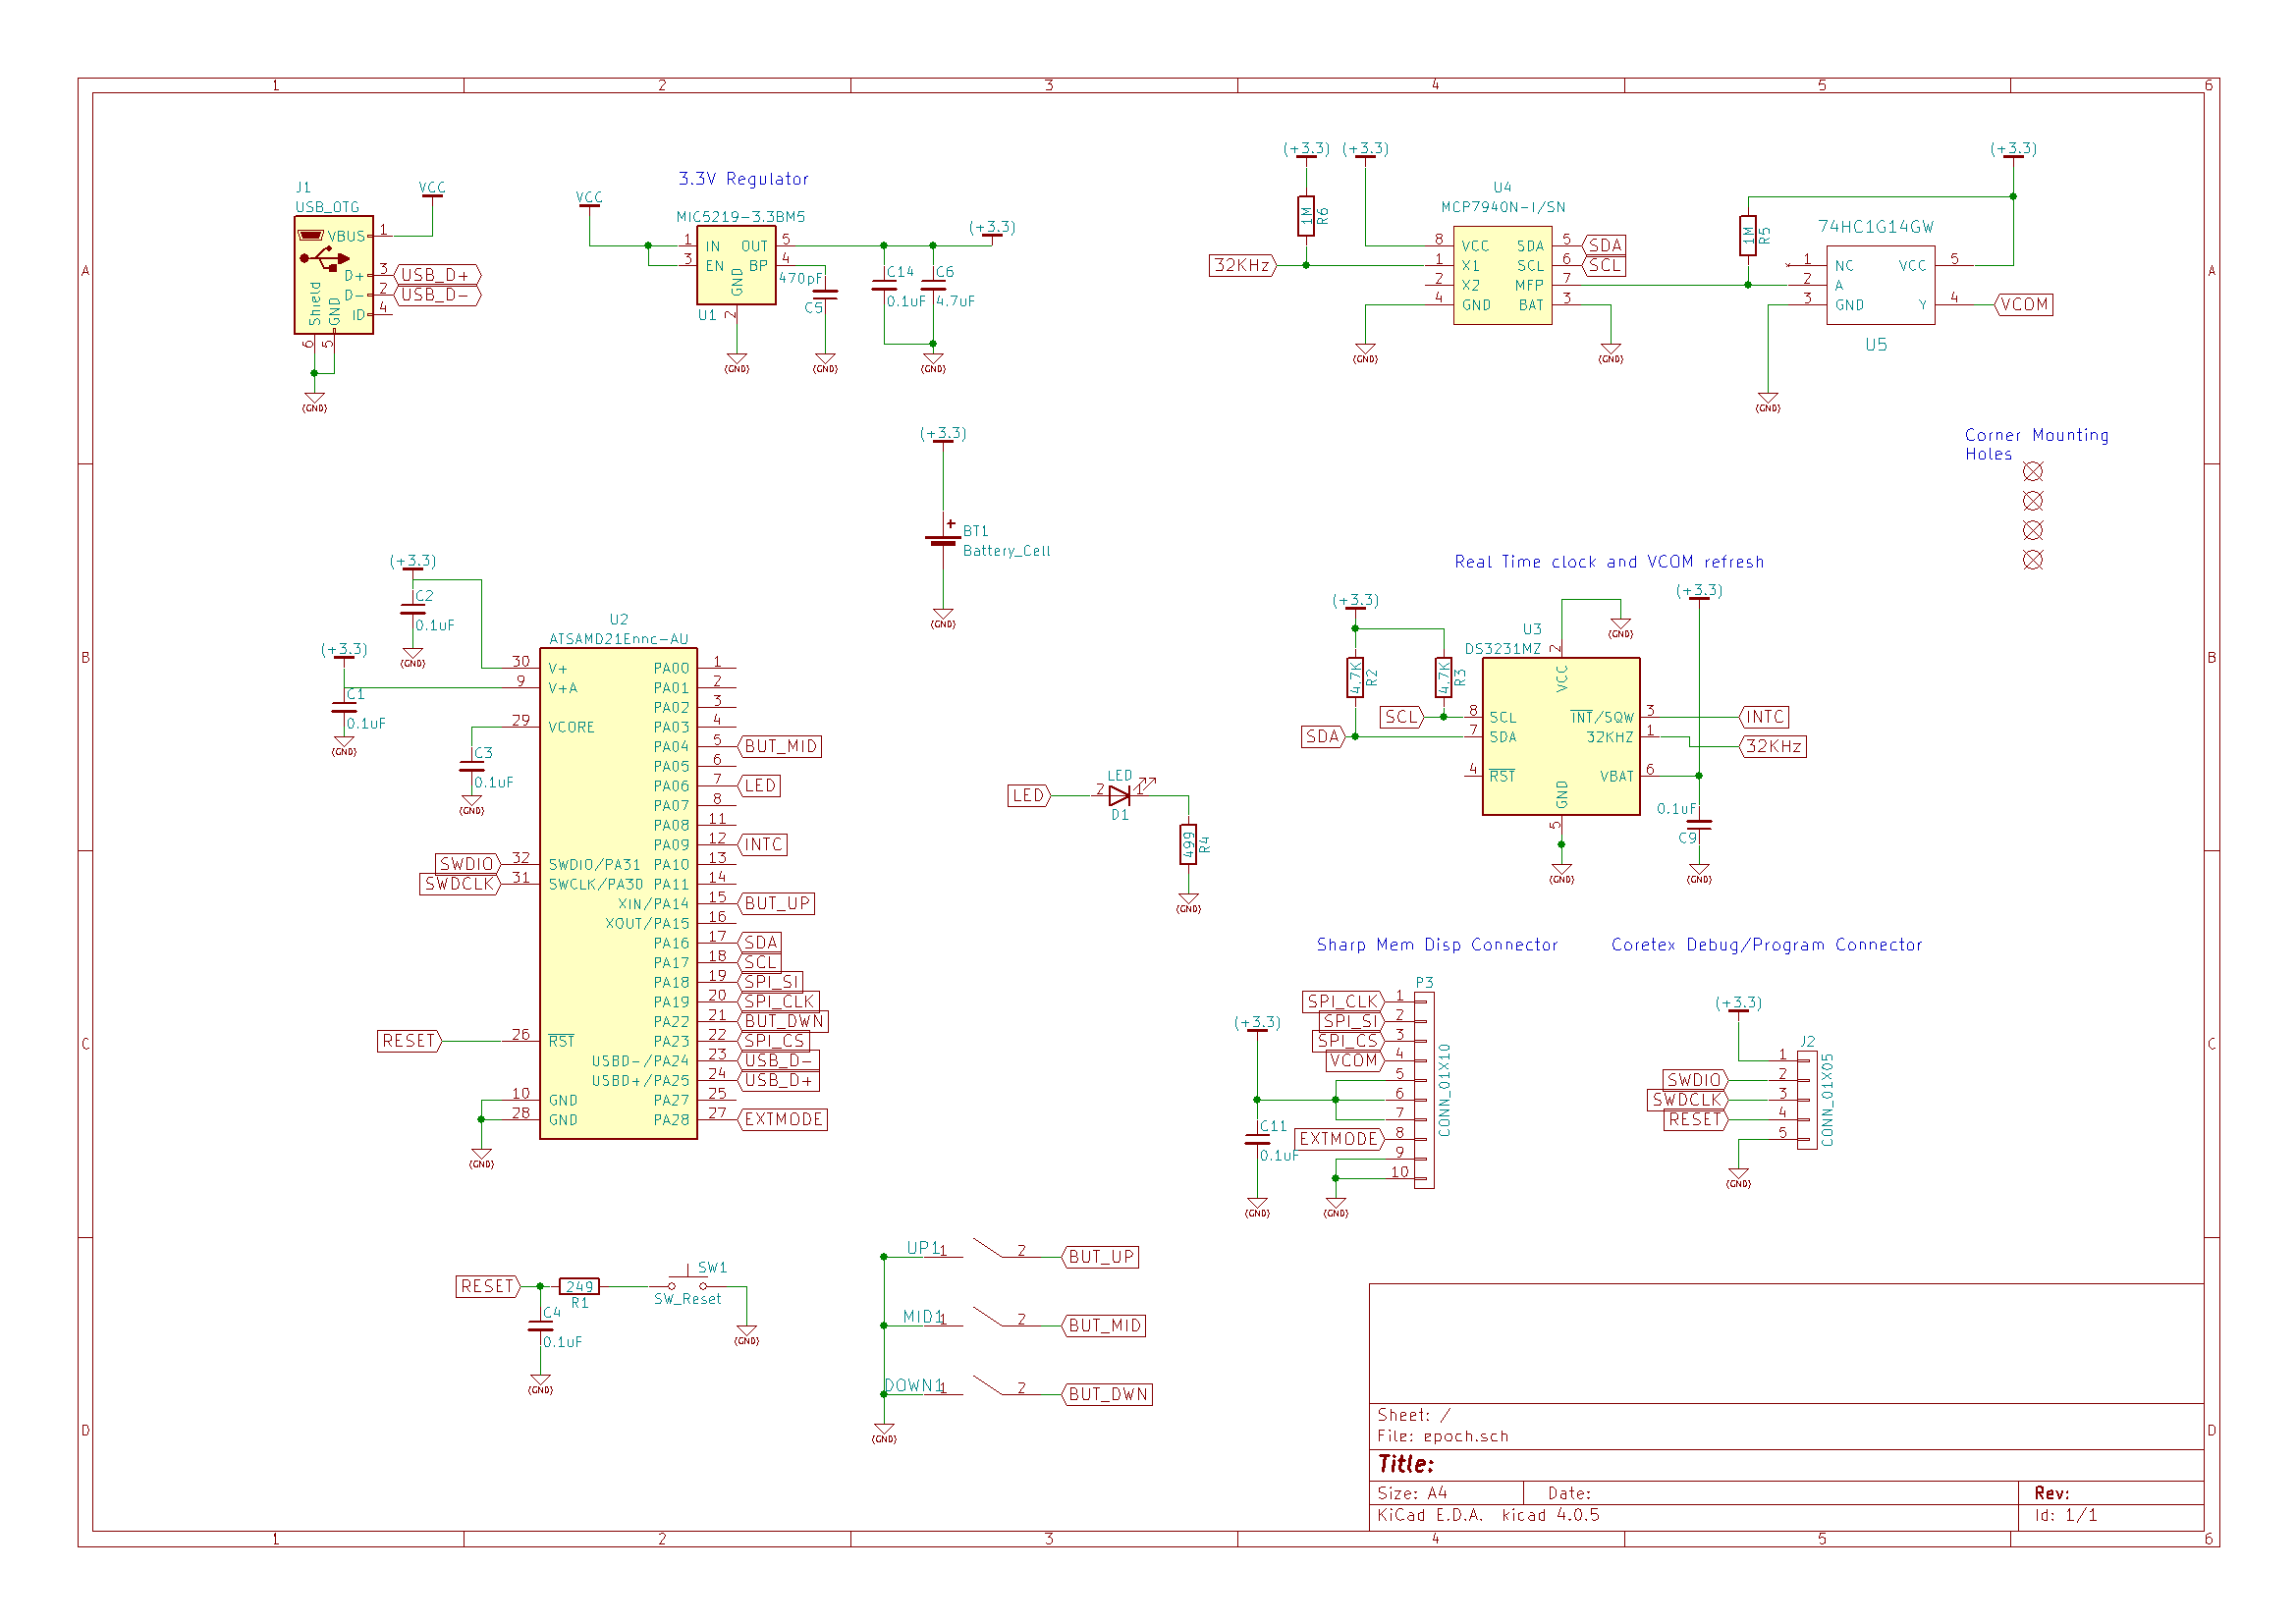 1 2 3 4 5 6
A
B
C
D
J1
USB_OTG
VCC
VBUS 1
D+ 3 USB_D+
D- 2 USB_D-
ID 4
Shield 6
GND 5
(GND)
3.3V Regulator
VCC
MIC5219-3.3BM5
1 IN OUT 5
3 EN BP 4
GND 2
U1
470pF
C5
C14
0.1uF
C6
4.7uF
(+3.3)
(GND) (GND) (GND)
(+3.3) (+3.3)
1M R6
32KHz
U4
MCP7940N-I/SN
8 VCC SDA 5 SDA
1 X1 SCL 6 SCL
2 X2 MFP 7
4 GND BAT 3
(GND) (GND)
(+3.3)
1M R5
74HC1G14GW
1 NC VCC 5
2 A
3 GND Y 4 VCOM
U5
(GND)
Corner Mounting
Holes
(+3.3)
+
BT1
Battery_Cell
(GND)
(+3.3)
C2
0.1uF
(GND)
(+3.3)
C1
0.1uF
(GND)
C3
0.1uF
(GND)
U2
ATSAMD21Ennc-AU
30 V+
9 V+A
29 VCORE
SWDIO 32 SWDIO/PA31
SWDCLK 31 SWCLK/PA30
RESET 26 RST
10 GND
28 GND
(GND)
PA00 1
PA01 2
PA02 3
PA03 4
PA04 5 BUT_MID
PA05 6
PA06 7 LED
PA07 8
PA08 11
PA09 12 INTC
PA10 13
PA11 14
XIN/PA14 15 BUT_UP
XOUT/PA15 16
PA16 17 SDA
PA17 18 SCL
PA18 19 SPI_SI
PA19 20 SPI_CLK
PA22 21 BUT_DWN
PA23 22 SPI_CS
USBD-/PA24 23 USB_D-
USBD+/PA25 24 USB_D+
PA27 25
PA28 27 EXTMODE
LED
LED 2 1
D1
499 R4
(GND)
Real Time clock and VCOM refresh
(+3.3)
4.7K R2
4.7K R3
SCL
SDA
U3
DS3231MZ
2 VCC
(GND)
8 SCL INT/SQW 3 INTC
7 SDA 32KHZ 1 32KHz
4 RST VBAT 6
GND 5
(GND)
(+3.3)
0.1uF
C9
(GND)
Sharp Mem Disp Connector
P3
SPI_CLK 1
SPI_SI 2
SPI_CS 3
VCOM 4
5
6
7
EXTMODE 8
9
10
CONN_01X10
(+3.3)
C11
0.1uF
(GND) (GND)
Coretex Debug/Program Connector
(+3.3)
J2
1
SWDIO 2
SWDCLK 3
RESET 4
5
CONN_01X05
(GND)
RESET
249
R1
C4
0.1uF
(GND)
SW1
SW_Reset
(GND)
UP1 1 2 BUT_UP
MID1 1 2 BUT_MID
DOWN1 1 2 BUT_DWN
(GND)
Sheet: /
File: epoch.sch
Title:
Size: A4 Date: Rev:
KiCad E.D.A. kicad 4.0.5 Id: 1/1
A
B
C
D
1 2 3 4 5 6